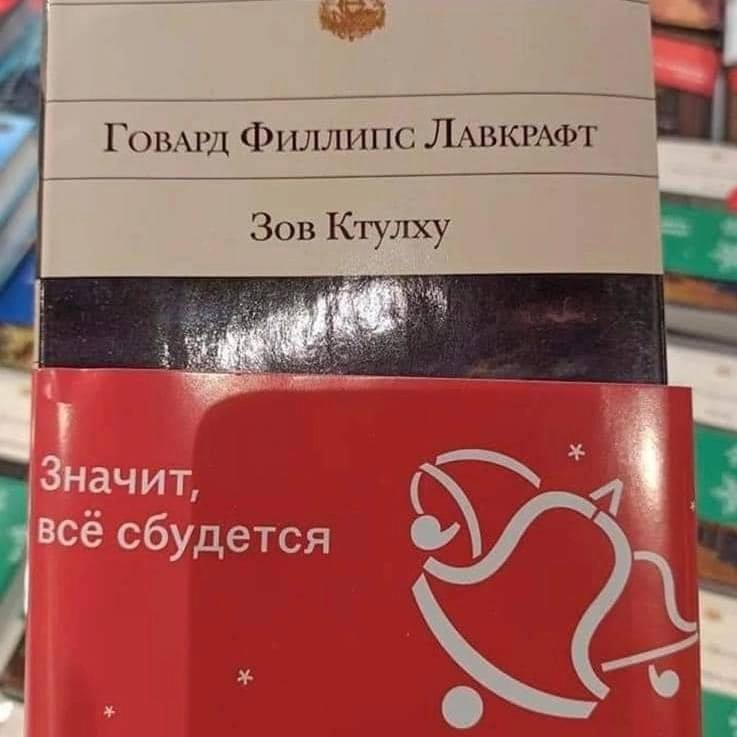 Говард Филлипс Лавкрафт
Зов Ктулху
Значит,
всё сбудется